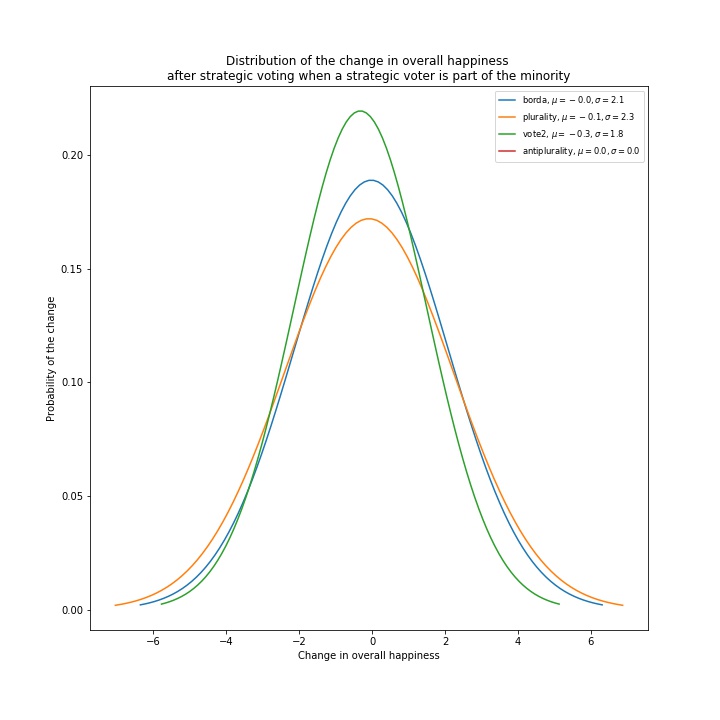 Distribution of the change in overall happiness
after strategic voting when a strategic voter is part of the minority
borda, μ = −0.0, σ = 2.1
plurality, μ = −0.1, σ = 2.3
vote2, μ = −0.3, σ = 1.8
antiplurality, μ = 0.0, σ = 0.0
0.20
0.15
0.10
0.05
0.00
Probability of the change
−6 −4 −2 0 2 4 6
Change in overall happiness